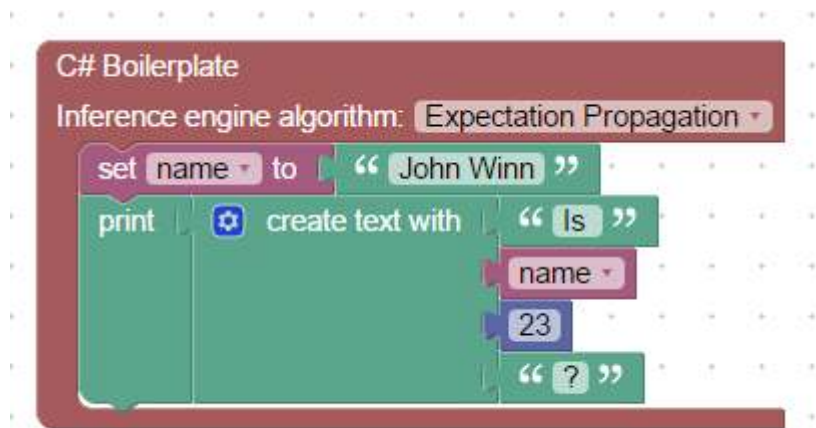 C# Boilerplate
Inference engine algorithm: Expectation Propagation
set name to “ John Winn ”
print create text with “ Is ”
name
23
“ ? ”